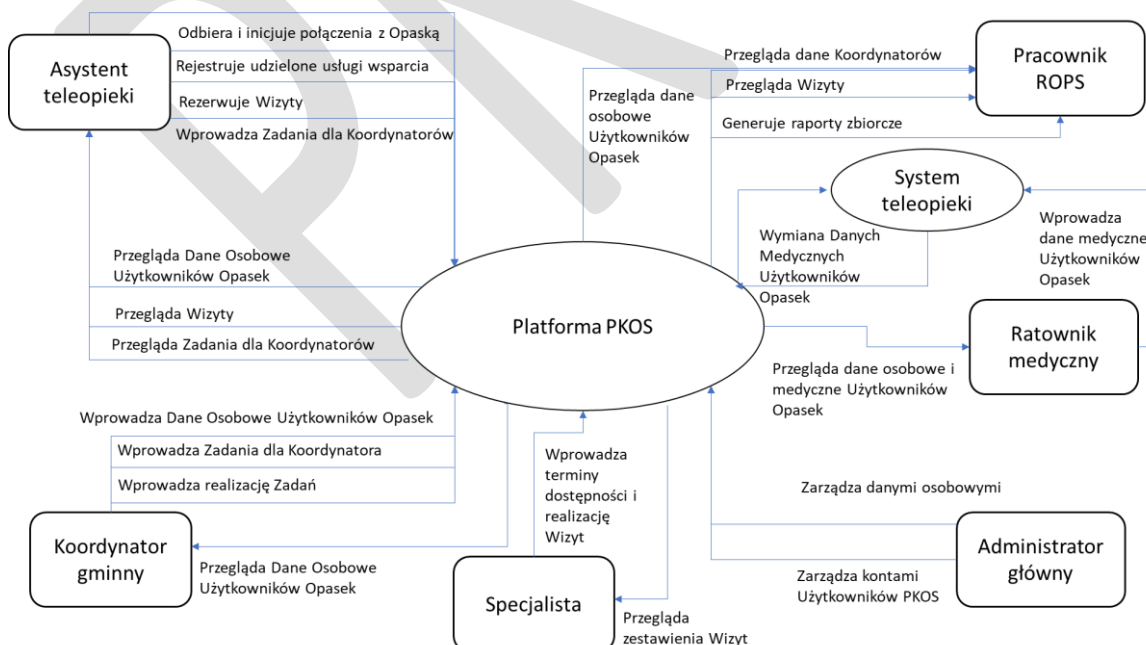 Asystent
teleopieki
Odbiera i inicjuje połączenia z Opaską
Rejestruje udzielone usługi wsparcia
Rezerwuje Wizyty
Wprowadza Zadania dla Koordynatorów
Przegląda dane
osobowe
Użytkowników
Opasek
Przegląda dane Koordynatorów
Przegląda Wizyty
Generuje raporty zbiorcze
Pracownik
ROPS
System
teleopieki
Wymiana Danych
Medycznych
Użytkowników
Opasek
Wprowadza
dane medyczne
Użytkowników
Opasek
Przegląda Dane Osobowe
Użytkowników Opasek
Przegląda Wizyty
Przegląda Zadania dla Koordynatorów
Platforma PKOS
Ratownik
medyczny
Przegląda dane osobowe i
medyczne Użytkowników
Opasek
Wprowadza Dane Osobowe Użytkowników Opasek
Wprowadza Zadania dla Koordynatora
Wprowadza realizację Zadań
Koordynator
gminny
Przegląda Dane Osobowe
Użytkowników Opasek
Wprowadza
terminy
dostępności i
realizację
Wizyt
Specjalista
Przegląda
zestawienia Wizyt
Zarządza danymi osobowymi
Administrator
główny
Zarządza kontami
Użytkowników PKOS